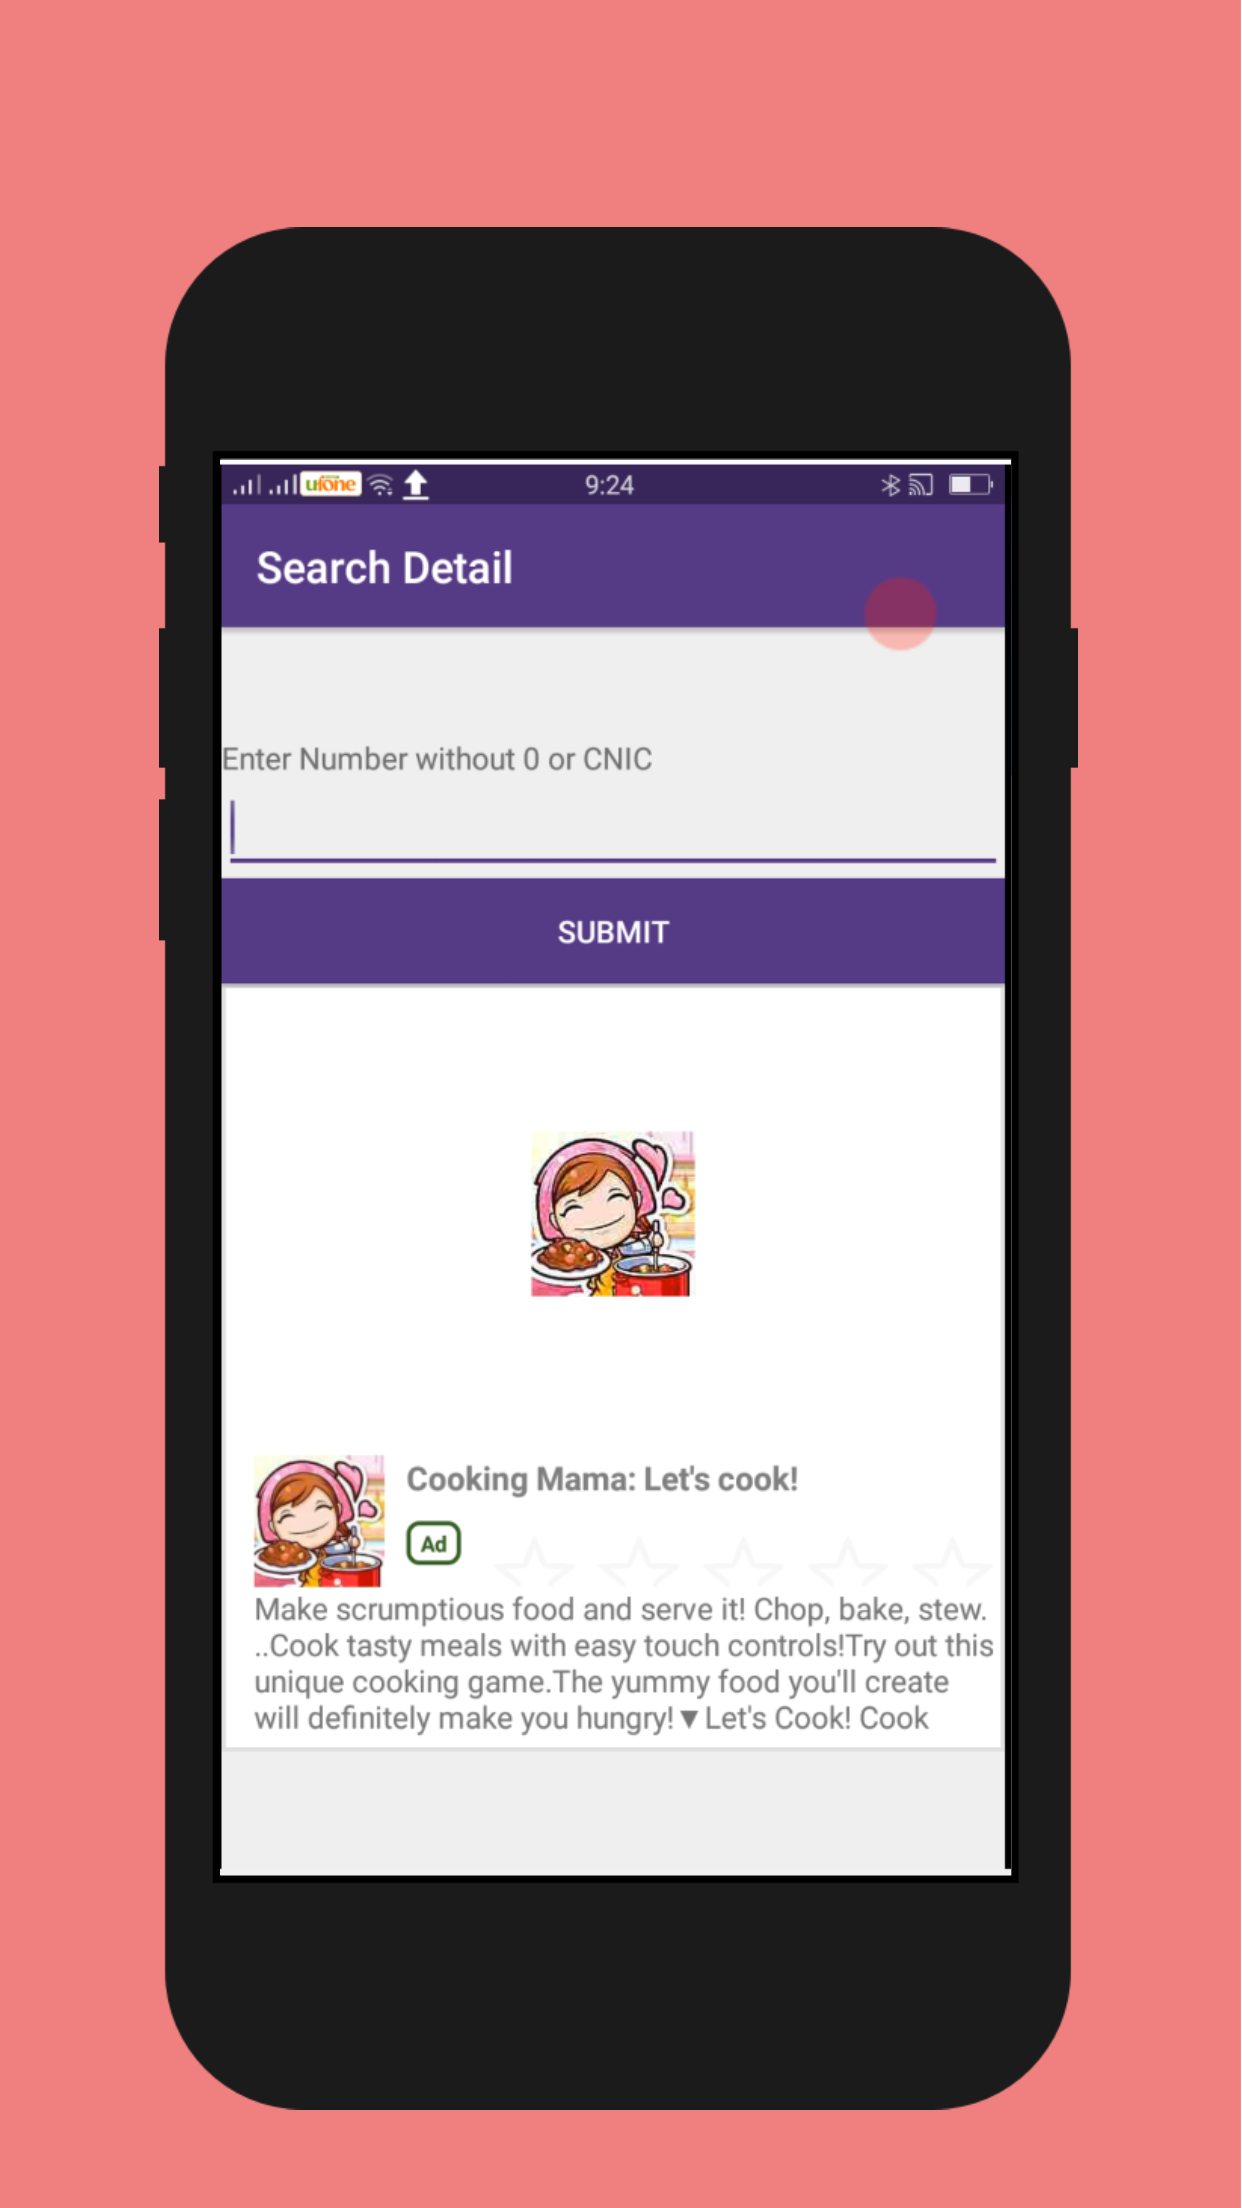 ufone
9:24
Search Detail
Enter Number without 0 or CNIC
SUBMIT
Cooking Mama: Let's cook!
Ad
Make scrumptious food and serve it! Chop, bake, stew.
..Cook tasty meals with easy touch controls!Try out this
unique cooking game.The yummy food you'll create
will definitely make you hungry!▼Let's Cook! Cook